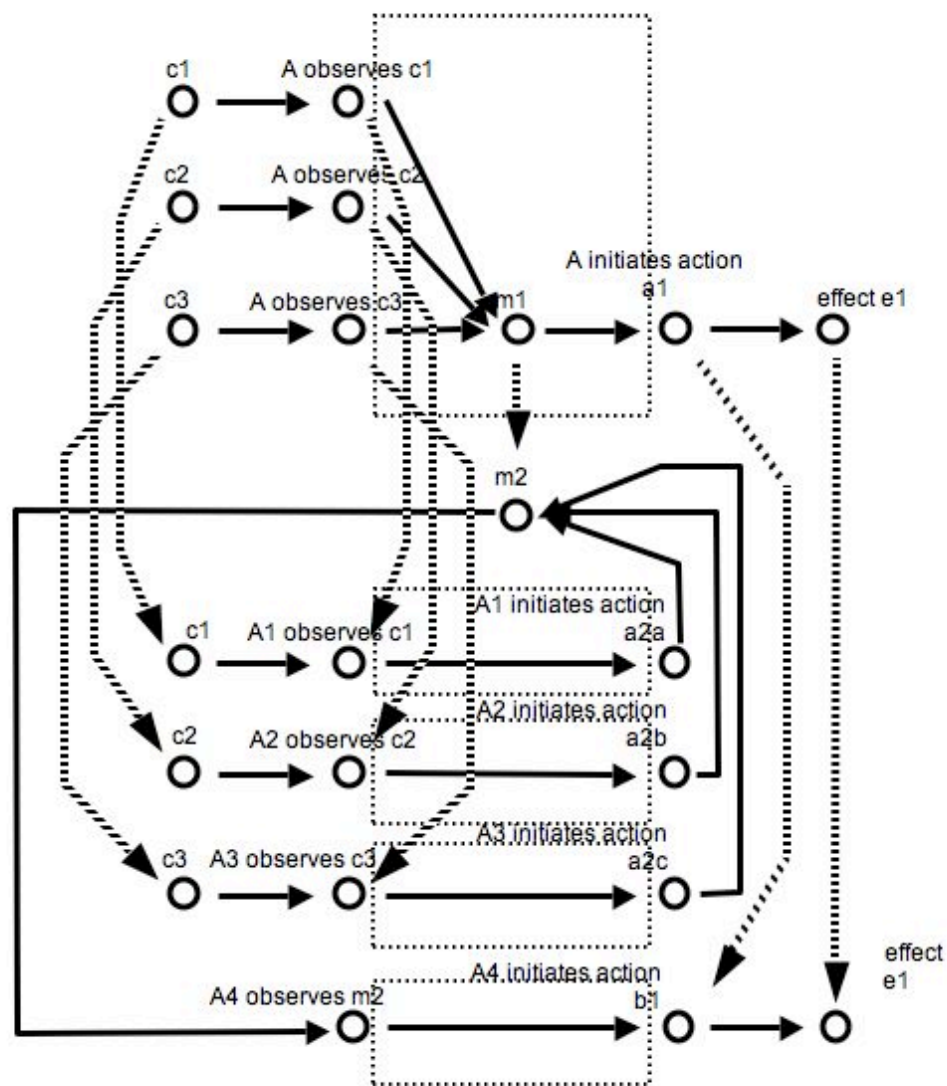 c1
A observes c1
c2
A observes c2
A initiates action
a1
c3
A observes c3
m1
effect e1
m2
A1 initiates action
a2a
c1
A1 observes c1
A2 initiates action
a2b
c2
A2 observes c2
A3 initiates action
a2c
c3
A3 observes c3
effect
e1
A4 initiates action
b1
A4 observes m2